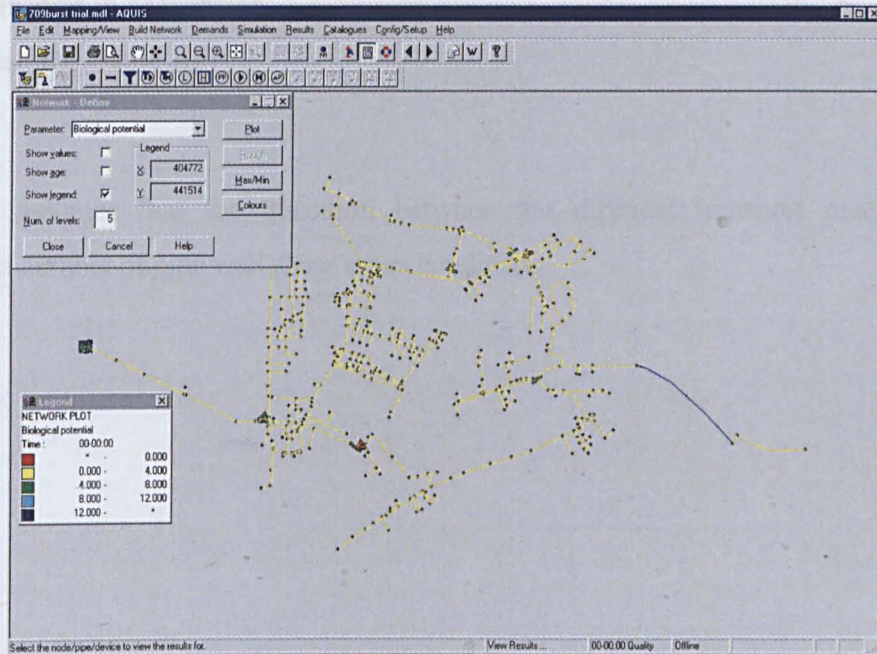 709burst trial.mdl - AQUIS
File Edit Mapping/View Build Network Demands Simulation Results Catalogues Config/Setup Help
W ?
Network - Define
Parameter: Biological potential Plot
Show values: Legend
Show age: X: 404772 Max/Min
Show legend: Y: 441514 Colours
Num. of levels: 5
Close Cancel Help
Legend
NETWORK PLOT
Biological potential
Time : 00-00:00
* - 0.000
0.000 - 4.000
4.000 - 8.000
8.000 - 12.000
12.000 - *
between the different transport
Select the node/pipe/device to view the results for. View Results ... 00-00:00 Quality Offline